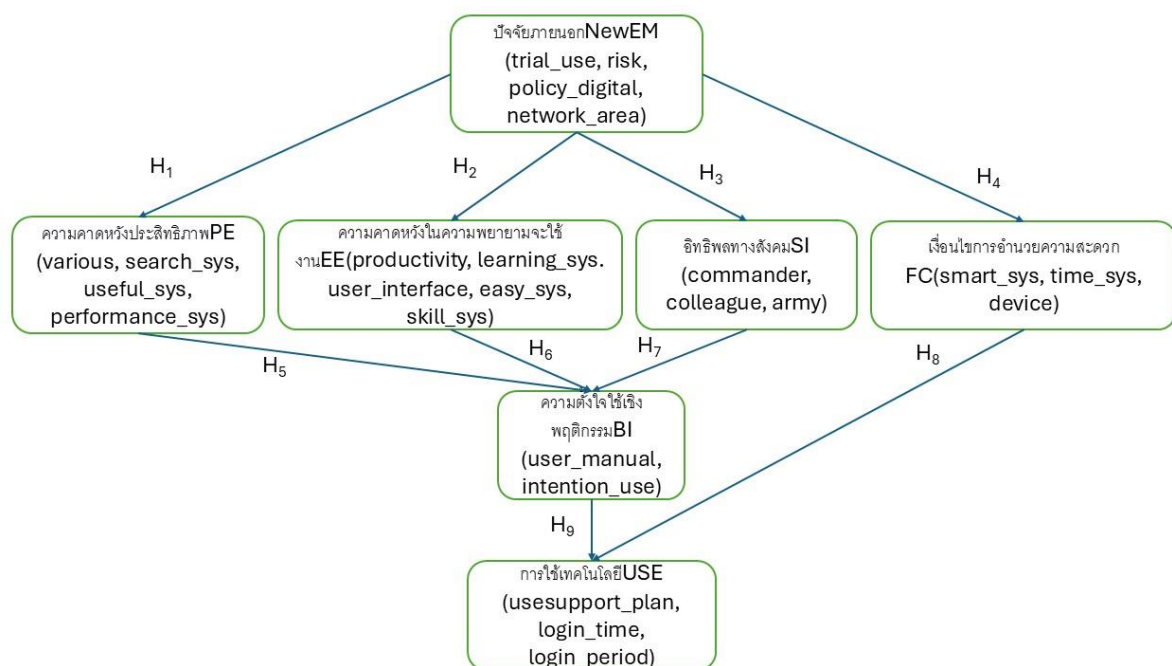 ปัจจัยภายนอกNewEM
(trial_use, risk,
policy_digital,
network_area)
H1
H2
H3
H4
ความคาดหวังประสิทธิภาพPE
(various, search_sys,
useful_sys,
performance_sys)
ความคาดหวังในความพยายามจะใช้
งานEE(productivity, learning_sys.
user_interface, easy_sys,
skill_sys)
อิทธิพลทางสังคมSI
(commander,
colleague, army)
เงื่อนไขการอำนวยความสะดวก
FC(smart_sys, time_sys,
device)
H5
H6
H7
H8
ความตั้งใจใช้เชิง
พฤติกรรมBI
(user_manual,
intention_use)
H9
การใช้เทคโนโลยีUSE
(usesupport_plan,
login_time,
login_period)